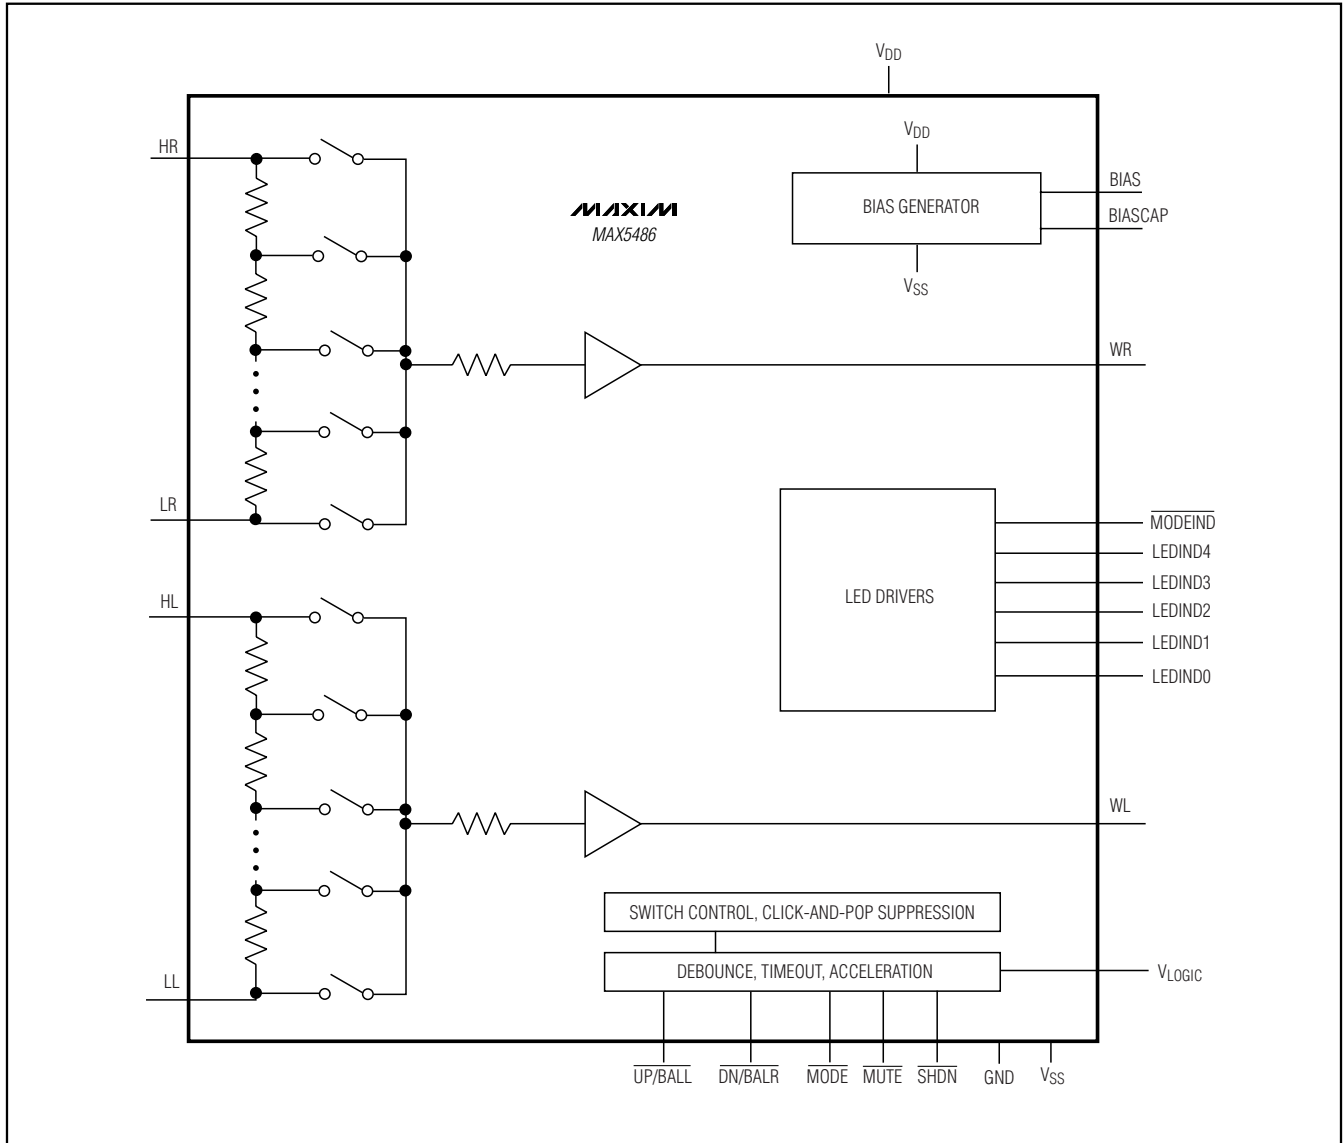 VDD
HR
VDD
BIAS GENERATOR
BIAS
BIASCAP
MAXIM
MAX5486
VSS
WR
LR
MODEIND
LEDIND4
HL
LED DRIVERS
LEDIND3
LEDIND2
LEDIND1
LEDIND0
WL
SWITCH CONTROL, CLICK-AND-POP SUPPRESSION
DEBOUNCE, TIMEOUT, ACCELERATION
LL
VLOGIC
UP/BALL
DN/BALR
MODE
MUTE
SHDN
GND
VSS